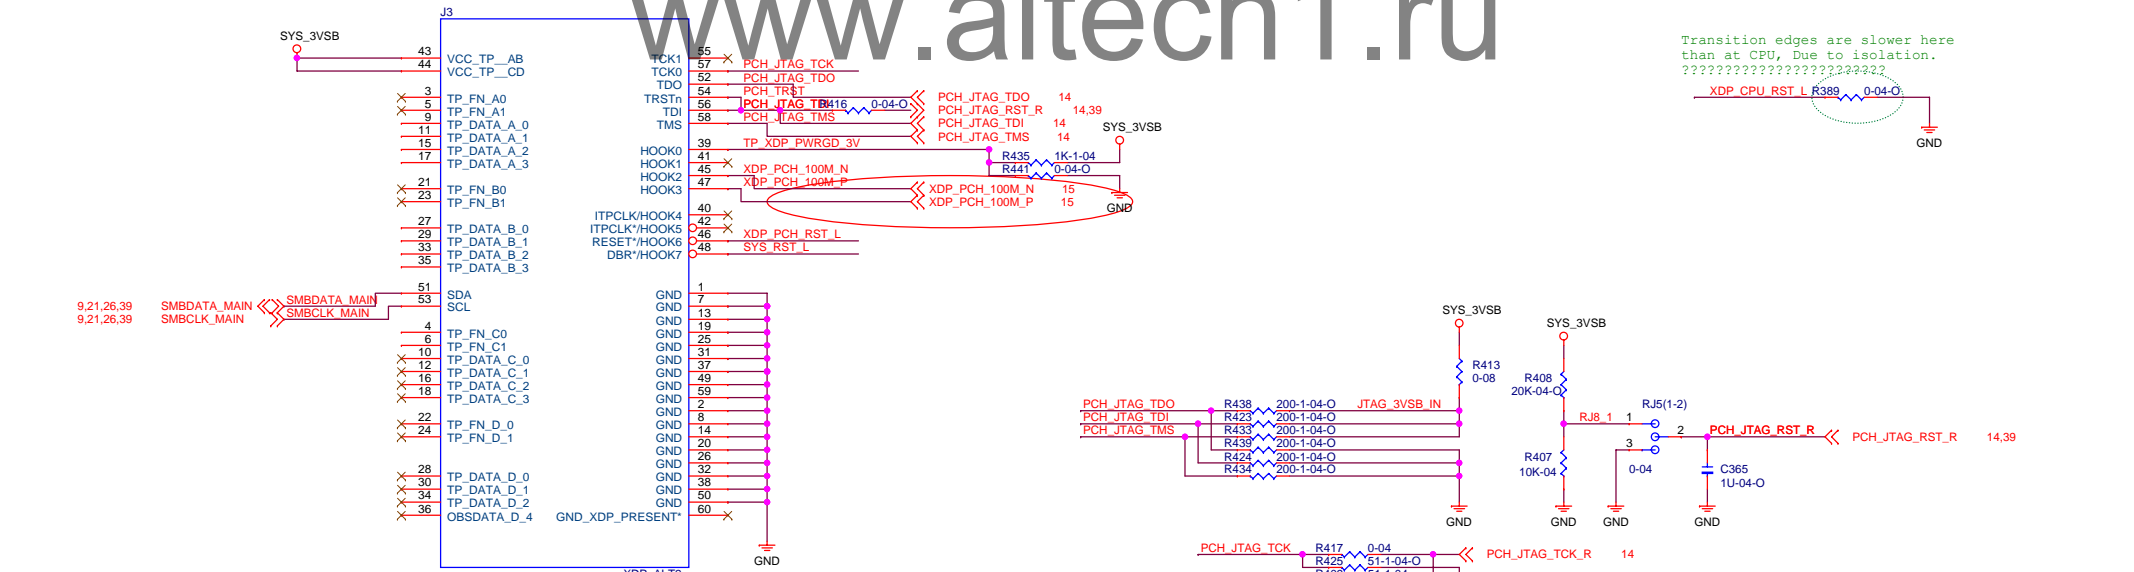 www.altech1.ru
J3
SYS_3VSB
43 VCC_TP__AB
44 VCC_TP__CD
3 TP_FN_A0
5 TP_FN_A1
9 TP_DATA_A_0
11 TP_DATA_A_1
15 TP_DATA_A_2
17 TP_DATA_A_3
21 TP_FN_B0
23 TP_FN_B1
27 TP_DATA_B_0
29 TP_DATA_B_1
33 TP_DATA_B_2
35 TP_DATA_B_3
9,21,26,39 SMBDATA_MAIN SMBDATA_MAIN 51 SDA
9,21,26,39 SMBCLK_MAIN SMBCLK_MAIN 53 SCL
4 TP_FN_C0
6 TP_FN_C1
10 TP_DATA_C_0
12 TP_DATA_C_1
16 TP_DATA_C_2
18 TP_DATA_C_3
22 TP_FN_D_0
24 TP_FN_D_1
28 TP_DATA_D_0
30 TP_DATA_D_1
34 TP_DATA_D_2
36 OBSDATA_D_4
TCK1 55
TCK0 57 PCH_JTAG_TCK
TDO 52 PCH_JTAG_TDO
TRSTn 54 PCH_TRST
TDI 56 PCH_JTAG_TDI R416 0-04-O
TMS 58 PCH_JTAG_TMS
PCH_JTAG_TDO 14
PCH_JTAG_RST_R 14,39
PCH_JTAG_TDI 14
PCH_JTAG_TMS 14
HOOK0 39 TP_XDP_PWRGD_3V
HOOK1 41
HOOK2 45 XDP_PCH_100M_N
HOOK3 47 XDP_PCH_100M_P
SYS_3VSB
R435 1K-1-04
R441 0-04-O
GND
XDP_PCH_100M_N 15
XDP_PCH_100M_P 15
ITPCLK/HOOK4 40
ITPCLK*/HOOK5 42
RESET*/HOOK6 46 XDP_PCH_RST_L
DBR*/HOOK7 48 SYS_RST_L
GND 1
GND 7
GND 13
GND 19
GND 25
GND 31
GND 37
GND 49
GND 59
GND 2
GND 8
GND 14
GND 20
GND 26
GND 32
GND 38
GND 50
GND_XDP_PRESENT* 60
GND
Transition edges are slower here
than at CPU, Due to isolation.
????????????????????????
XDP_CPU_RST_L R389 0-04-O
GND
SYS_3VSB
R413
0-08
PCH_JTAG_TDO R438 200-1-04-O JTAG_3VSB_IN
PCH_JTAG_TDI R423 200-1-04-O
PCH_JTAG_TMS R433 200-1-04-O
R439 200-1-04-O
R424 200-1-04-O
R434 200-1-04-O
GND
SYS_3VSB
R408
20K-04-O
RJ8_1
RJ5(1-2)
1
2 PCH_JTAG_RST_R PCH_JTAG_RST_R 14,39
3
0-04
R407
10K-04
C365
1U-04-O
GND
GND
GND
PCH_JTAG_TCK R417 0-04 PCH_JTAG_TCK_R 14
R425 51-1-04-O